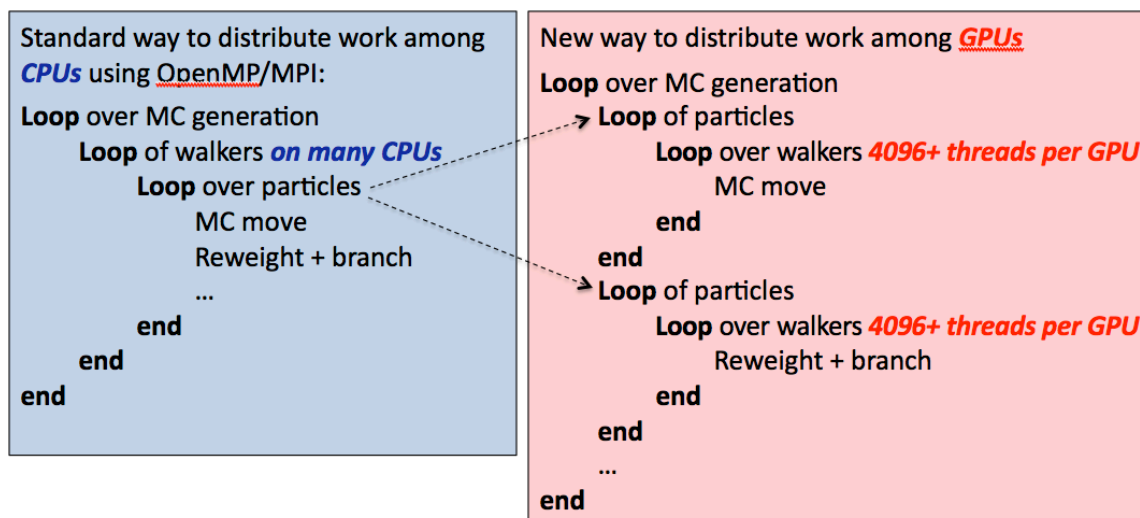 Standard way to distribute work among
CPUs using OpenMP/MPI:
Loop over MC generation
Loop of walkers on many CPUs
Loop over particles
MC move
Reweight + branch
...
end
end
end
New way to distribute work among GPUs
Loop over MC generation
Loop of particles
Loop over walkers 4096+ threads per GPU
MC move
end
end
Loop of particles
Loop over walkers 4096+ threads per GPU
Reweight + branch
end
end
...
end